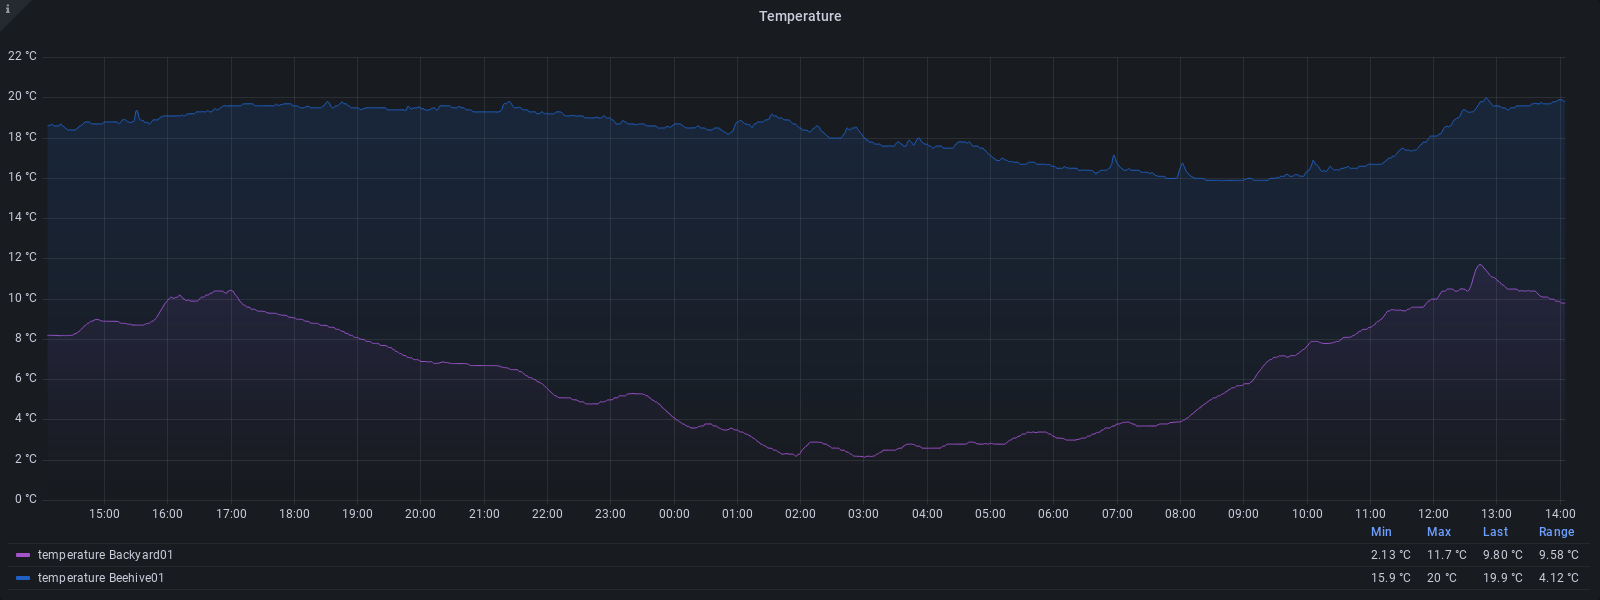 i
Temperature
22 °C
20 °C
18 °C
16 °C
14 °C
12 °C
10 °C
8 °C
6 °C
4 °C
2 °C
0 °C
15:00 16:00 17:00 18:00 19:00 20:00 21:00 22:00 23:00 00:00 01:00 02:00 03:00 04:00 05:00 06:00 07:00 08:00 09:00 10:00 11:00 12:00 13:00 14:00
Min Max Last Range
temperature Backyard01 2.13 °C 11.7 °C 9.80 °C 9.58 °C
temperature Beehive01 15.9 °C 20 °C 19.9 °C 4.12 °C